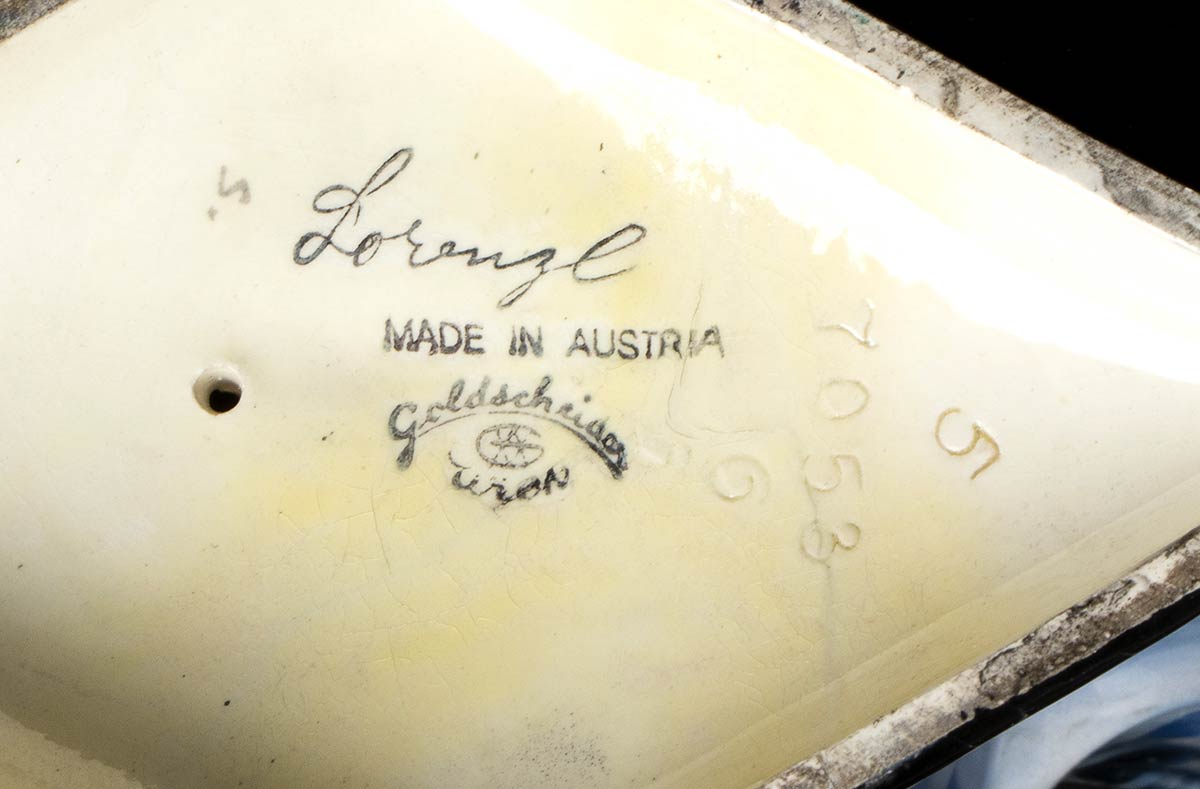 Lorenzl
MADE IN AUSTRIA
Goldscheider
Wien
7053
6
5